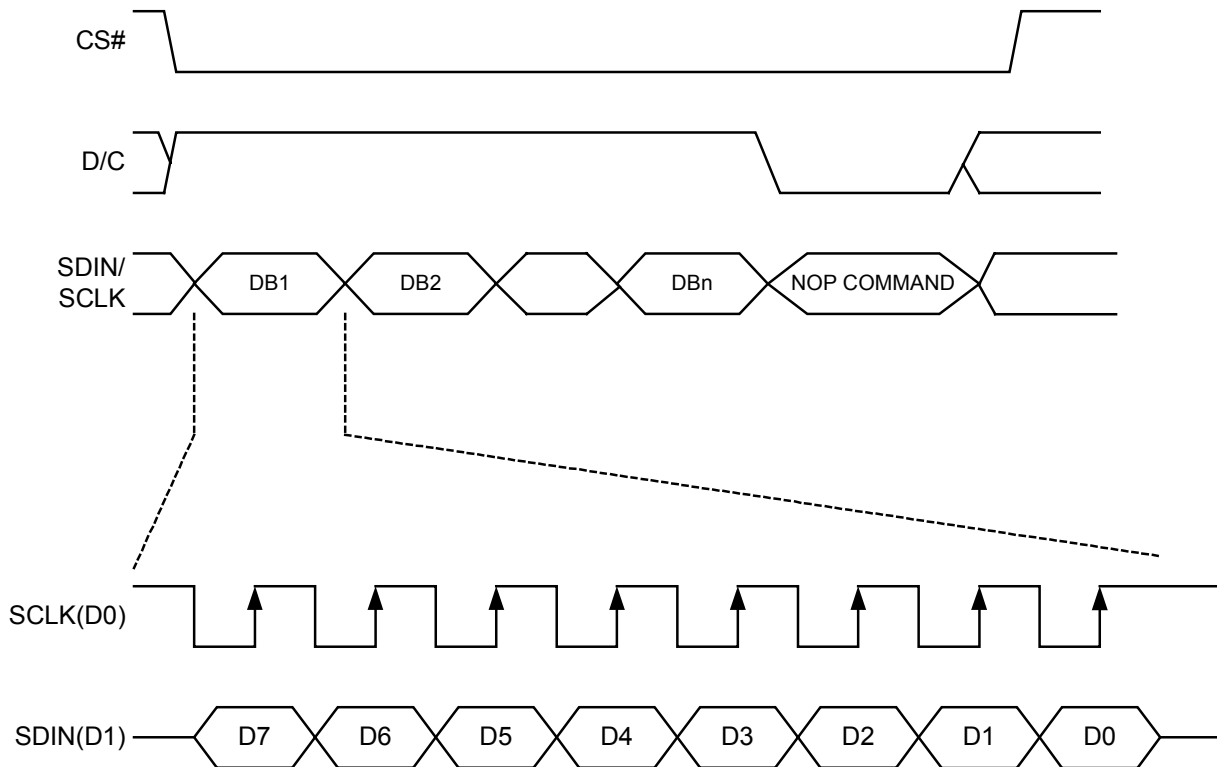 CS#
D/C
SDIN/
SCLK
DB1 DB2 DBn NOP COMMAND
SCLK(D0)
SDIN(D1) D7 D6 D5 D4 D3 D2 D1 D0